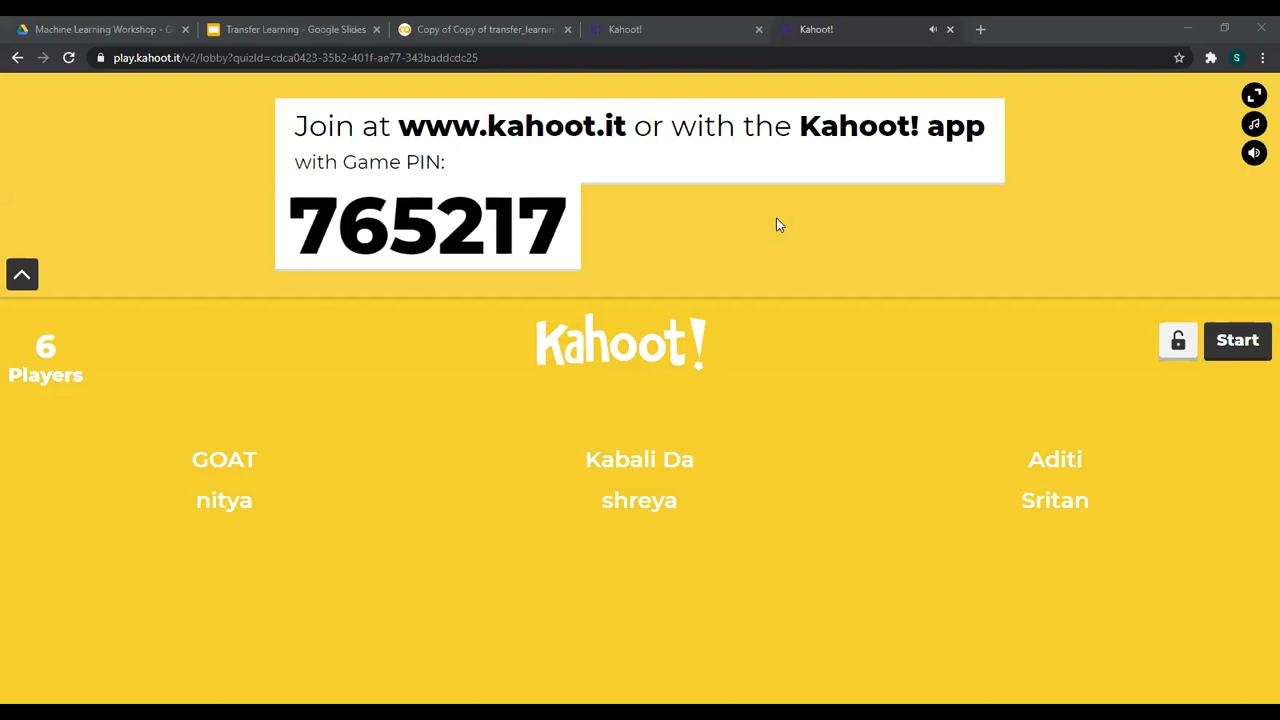 Machine Learning Workshop - G
Transfer Learning - Google Slides
Copy of Copy of transfer_learnin
Kahoot!
Kahoot!
play.kahoot.it/v2/lobby?quizId=cdca0423-35b2-401f-ae77-343baddcdc25
S
Join at www.kahoot.it or with the Kahoot! app
with Game PIN:
765217
Kahoot!
6
Players
Start
GOAT
Kabali Da
Aditi
nitya
shreya
Sritan